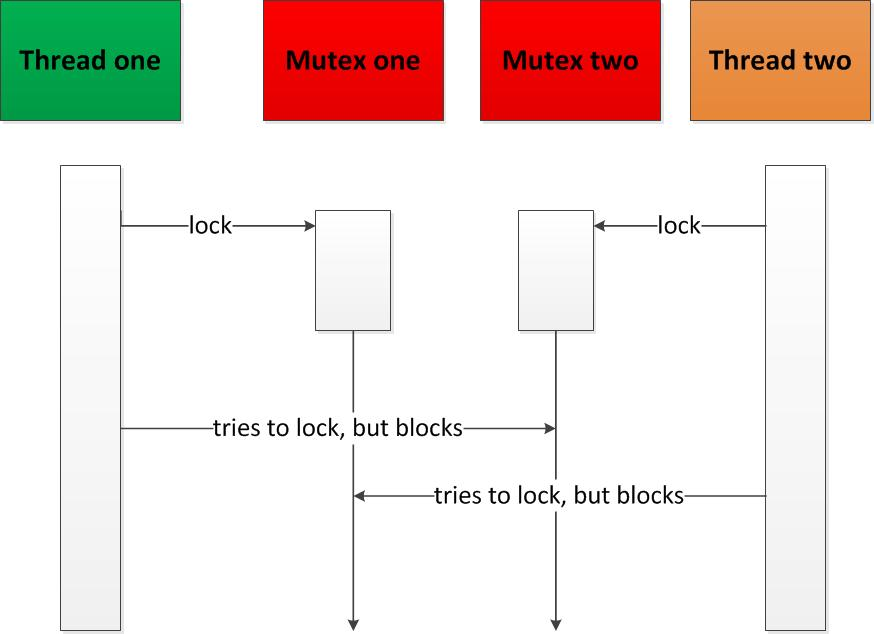 Thread one
Mutex one
Mutex two
Thread two
lock
lock
tries to lock, but blocks
tries to lock, but blocks